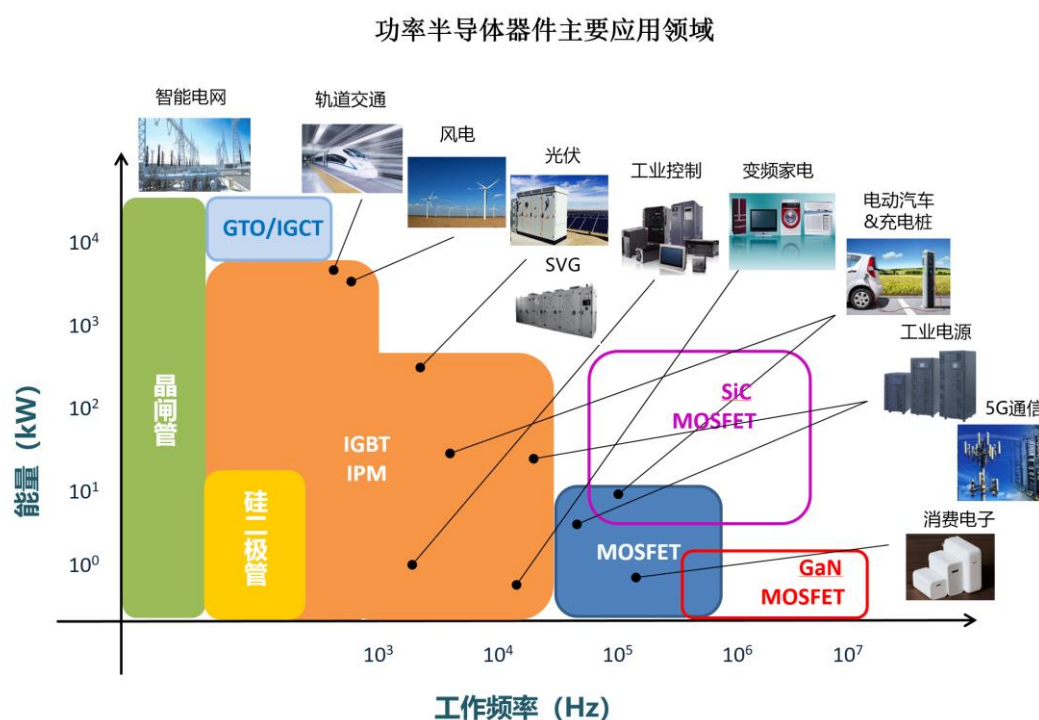 功率半导体器件主要应用领域
智能电网
轨道交通
风电
光伏
工业控制
变频家电
电动汽车
&充电桩
SVG
工业电源
5G通信
消费电子
GTO/IGCT
晶闸管
硅二极管
IGBT
IPM
SiC
MOSFET
MOSFET
GaN
MOSFET
能量（kW）
10⁴
10³
10²
10¹
10⁰
10³
10⁴
10⁵
10⁶
10⁷
工作频率（Hz）